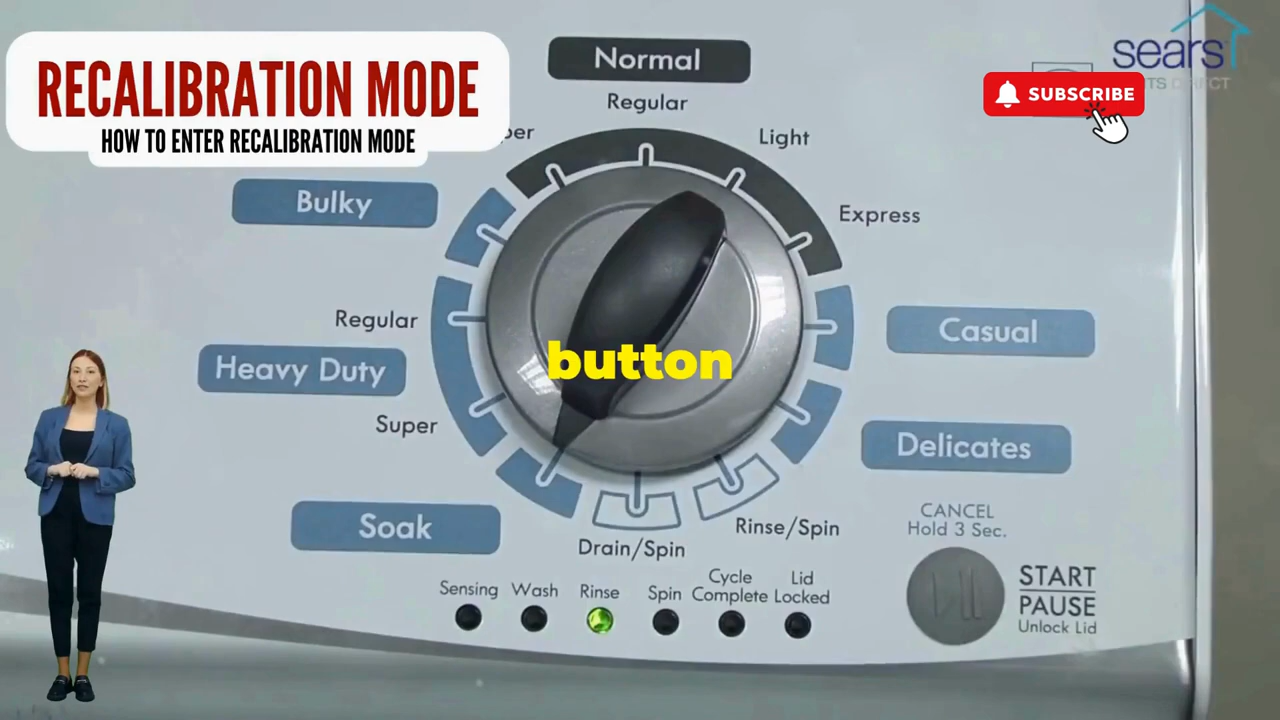 RECALIBRATION MODE
HOW TO ENTER RECALIBRATION MODE
sears
SUBSCRIBE
Normal
Regular
Light
Bulky
Express
Regular
Casual
Heavy Duty
button
Super
Delicates
Soak
Rinse/Spin
Drain/Spin
CANCEL
Hold 3 Sec.
Sensing
Wash
Rinse
Spin
Cycle
Complete
Lid
Locked
START
PAUSE
Unlock Lid